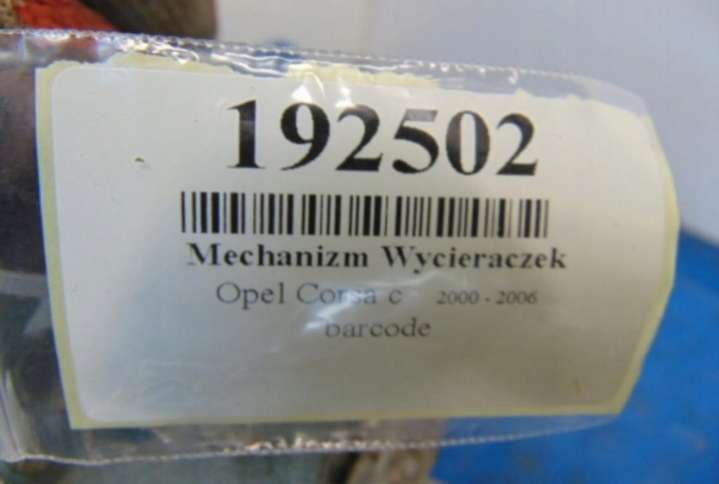 192502
Mechanizm Wycieraczek
Opel Corsa c 2000 - 2006
barcode